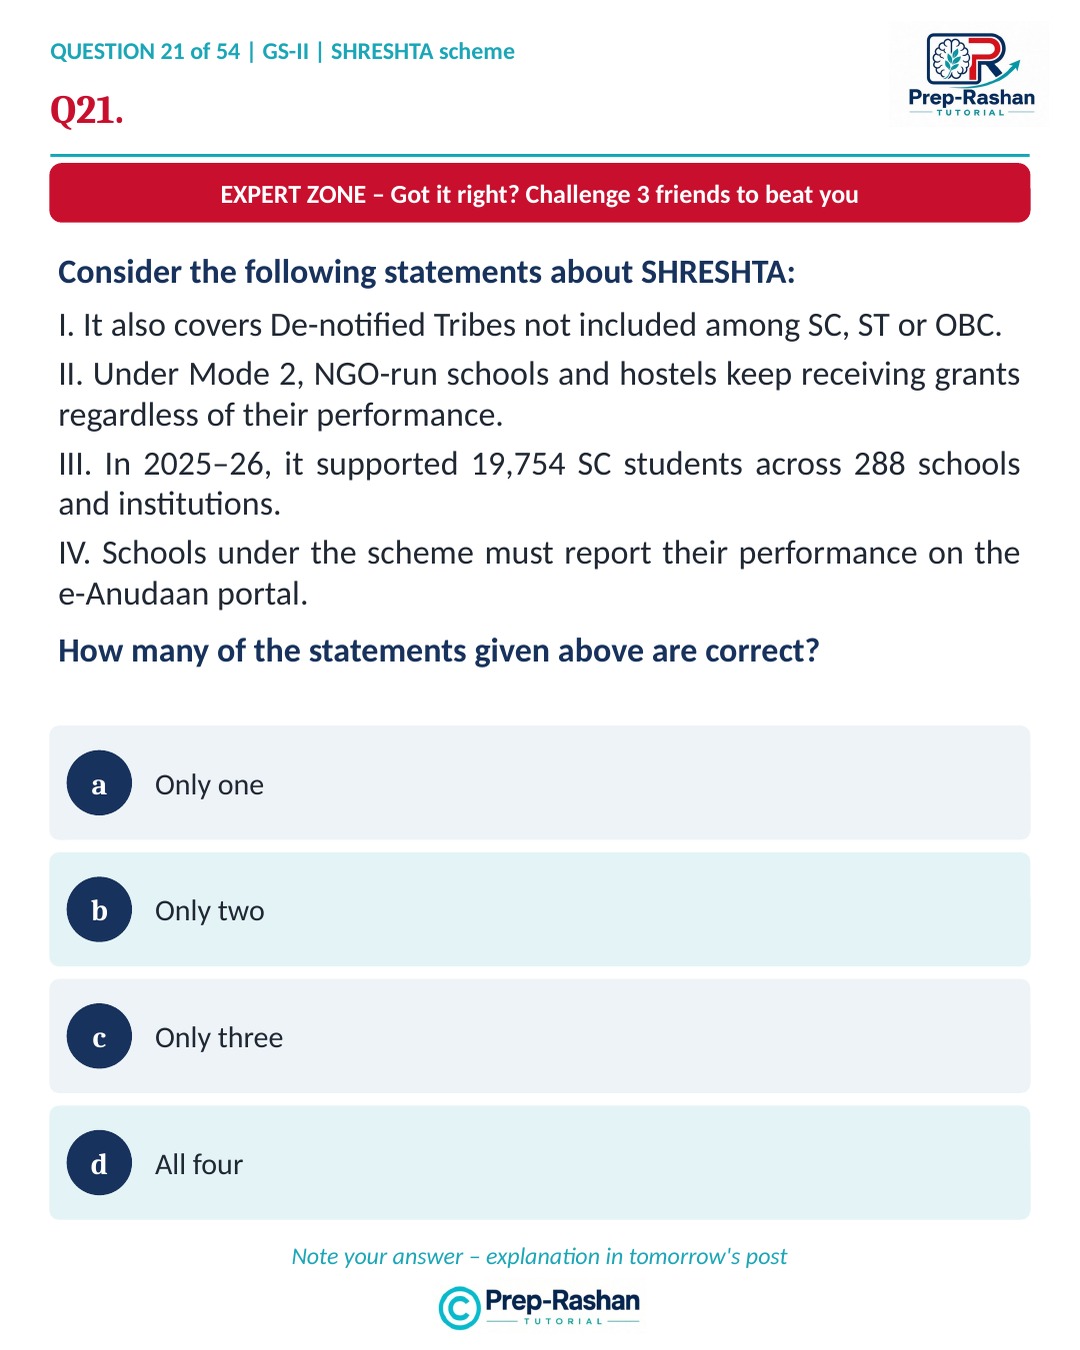 QUESTION 21 of 54 | GS-II | SHRESHTA scheme
R
Prep-Rashan
TUTORIAL
Q21.
EXPERT ZONE – Got it right? Challenge 3 friends to beat you
Consider the following statements about SHRESHTA:
I. It also covers De-notified Tribes not included among SC, ST or OBC.
II. Under Mode 2, NGO-run schools and hostels keep receiving grants
regardless of their performance.
III. In 2025–26, it supported 19,754 SC students across 288 schools
and institutions.
IV. Schools under the scheme must report their performance on the
e-Anudaan portal.
How many of the statements given above are correct?
a Only one
b Only two
c Only three
d All four
Note your answer – explanation in tomorrow's post
© Prep-Rashan
TUTORIAL